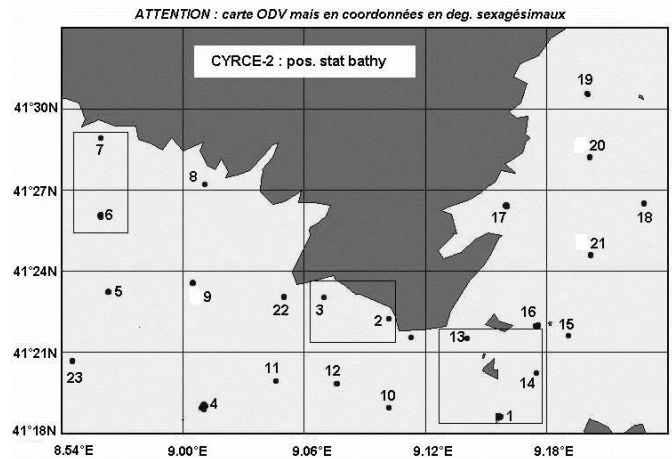 ATTENTION : carte ODV mais en coordonnées en deg. sexagésimaux
CYRCE-2 : pos. stat bathy
19
41°30N
7
20
8
41°27N
6
17
18
21
41°24N
5
9
22
3
2
16
15
13
41°21N
23
11
12
14
4
10
1
41°18N
8.54°E
9.00°E
9.06°E
9.12°E
9.18°E